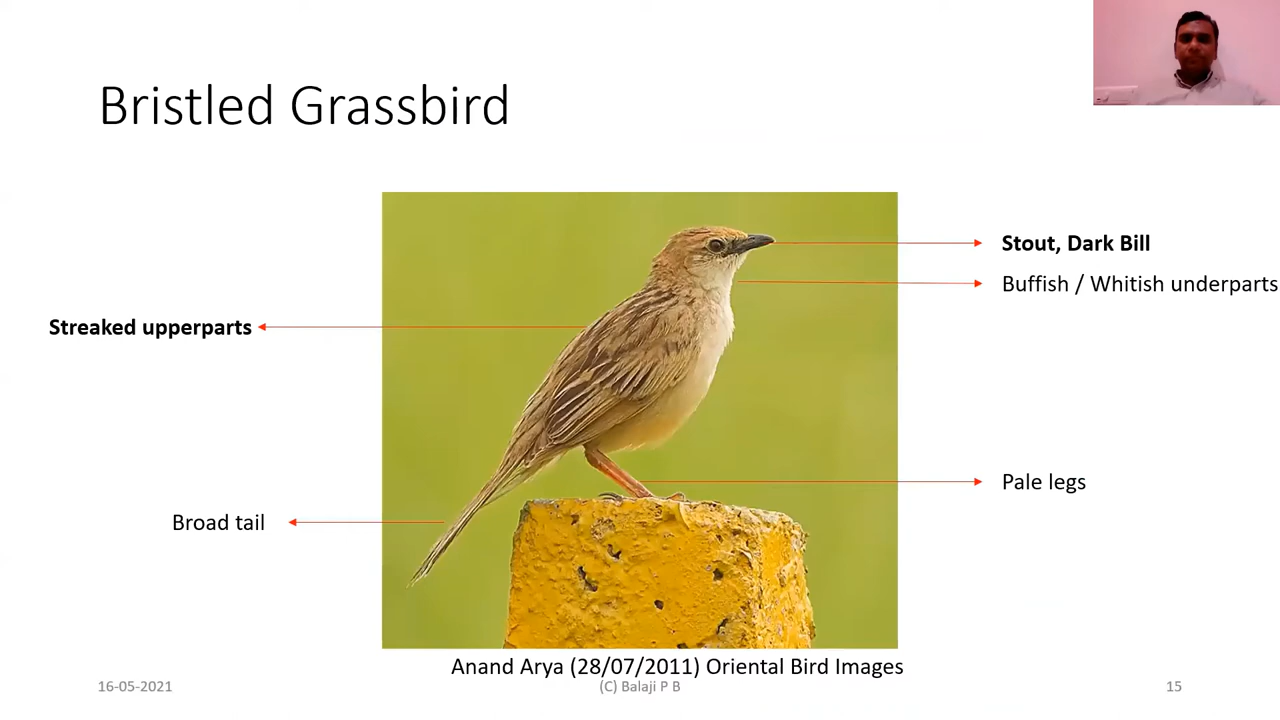 Bristled Grassbird
Stout, Dark Bill
Buffish / Whitish underparts
Streaked upperparts
Pale legs
Broad tail
Anand Arya (28/07/2011) Oriental Bird Images
16-05-2021
(C) Balaji P B
15